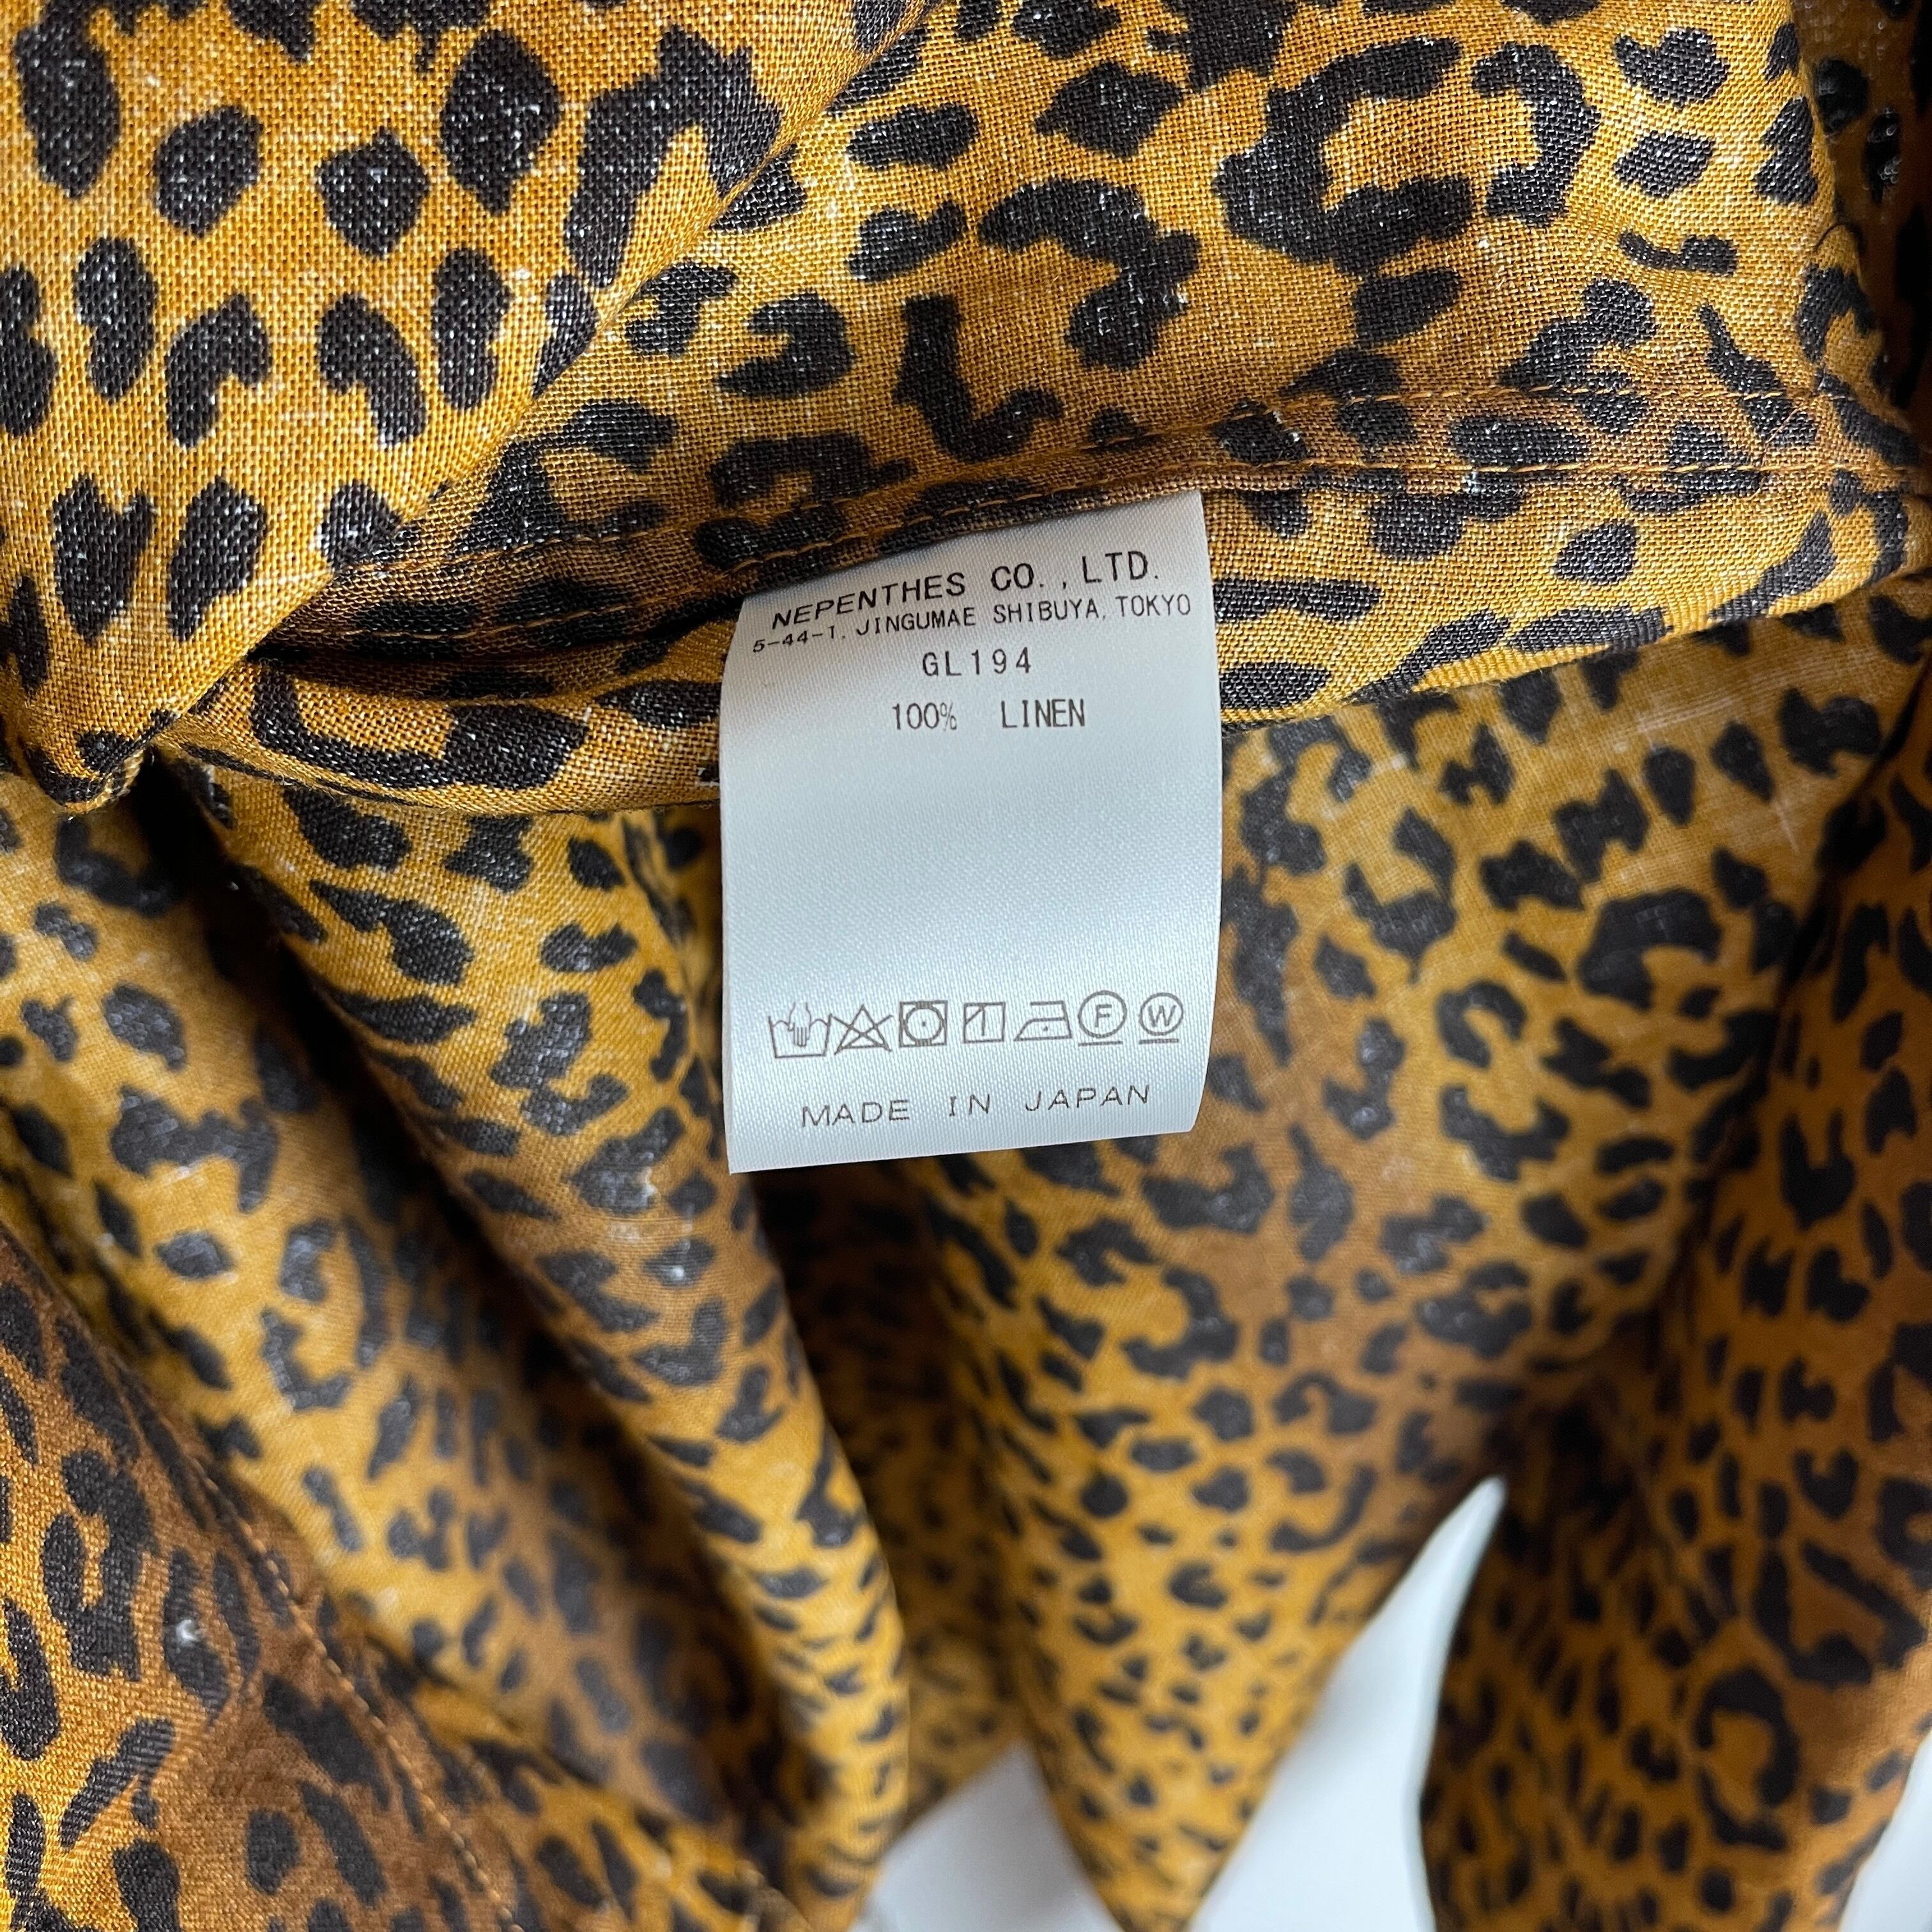 NEPENTHES CO.,LTD.
5-44-1, JINGUMAE SHIBUYA, TOKYO
GL194
100% LINEN
F W
MADE IN JAPAN